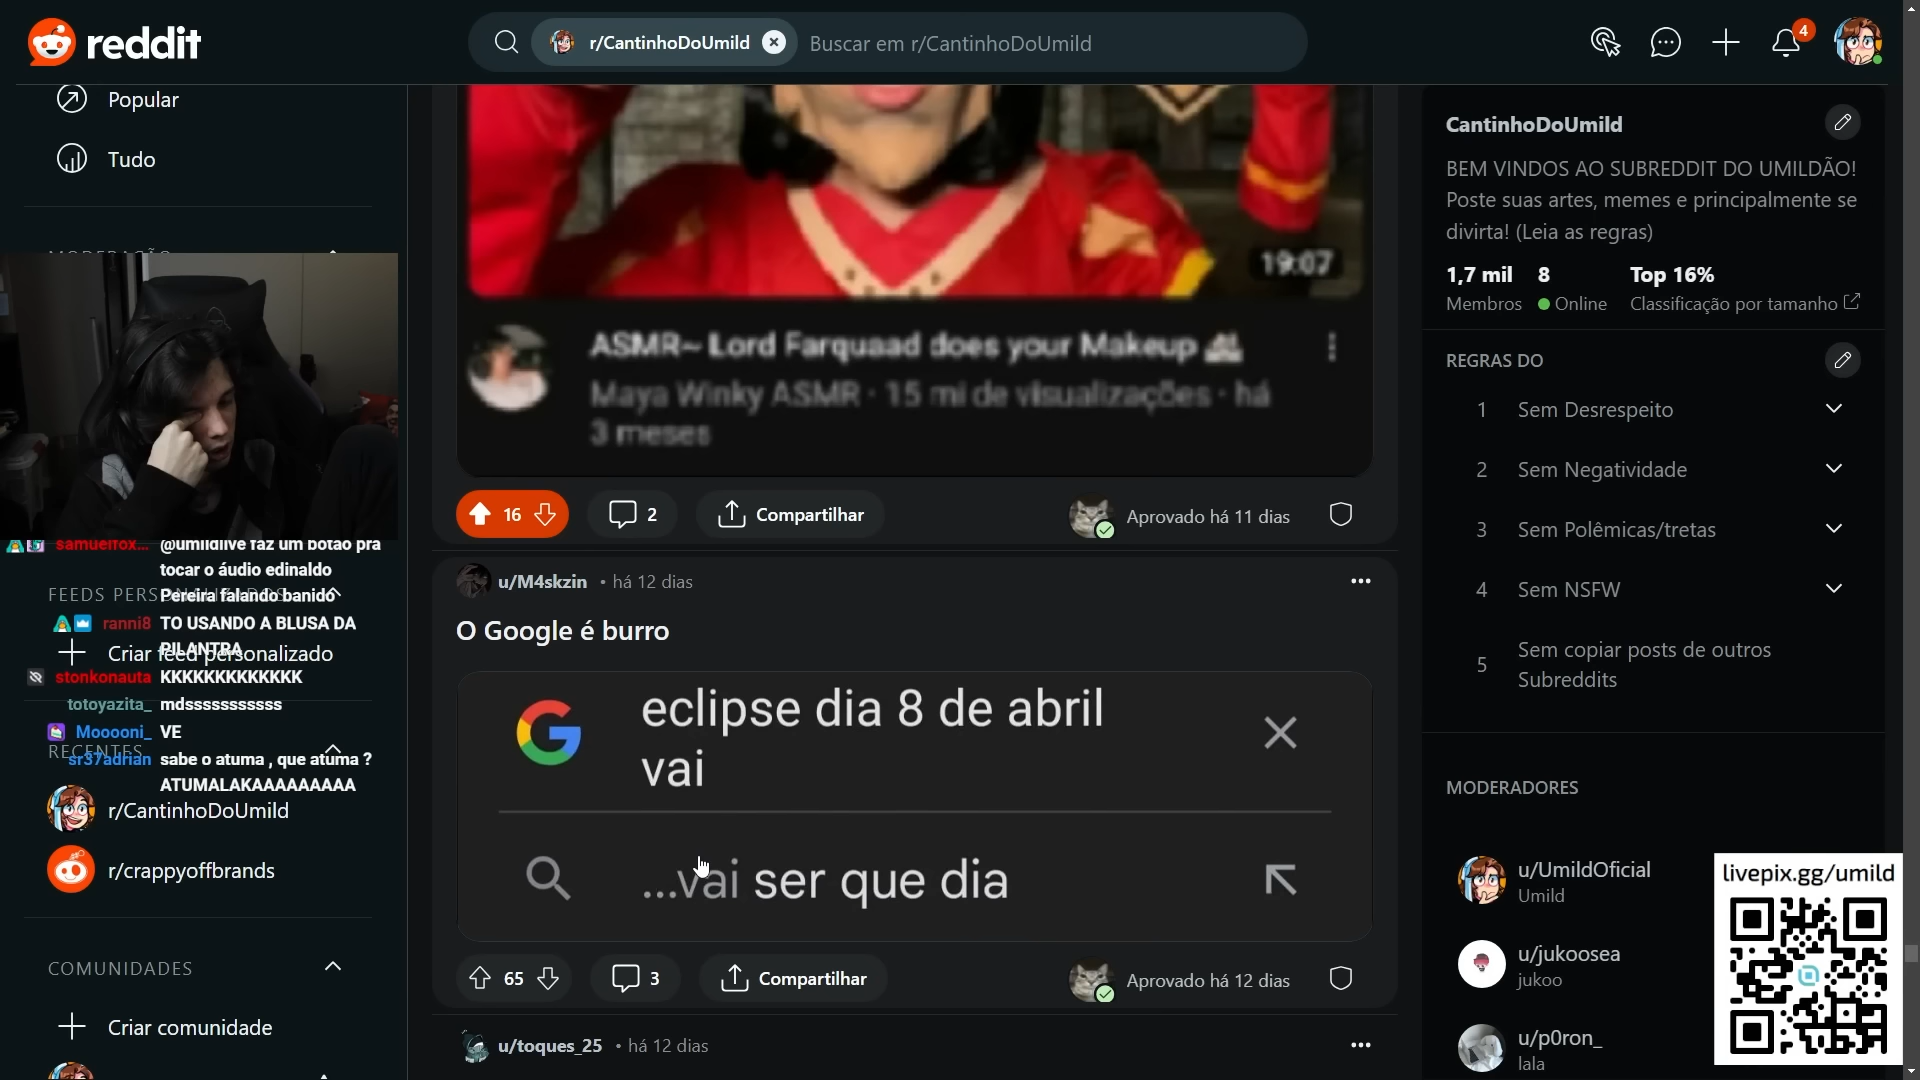 reddit
r/CantinhoDoUmild
Buscar em r/CantinhoDoUmild
4
Popular
Tudo
MODERAÇÃO
samuelfox... @umildlive faz um botão pra
tocar o áudio edinaldo
Pereira falando banido
FEEDS PERS
ranni8 TO USANDO A BLUSA DA
PILANTRA
Criar feed personalizado
stonkonauta KKKKKKKKKKKKK
totoyazita_ mdsssssssssss
Mooooni_ VE
RECENTES
sr37adrian sabe o atuma , que atuma ?
ATUMALAKAAAAAAAAA
r/CantinhoDoUmild
r/crappyoffbrands
COMUNIDADES
Criar comunidade
19:07
ASMR~ Lord Farquaad does your Makeup
Maya Winky ASMR · 15 mi de visualizações · há
3 meses
16
2
Compartilhar
Aprovado há 11 dias
u/M4skzin • há 12 dias
O Google é burro
eclipse dia 8 de abril
vai
...vai ser que dia
65
3
Compartilhar
Aprovado há 12 dias
u/toques_25 • há 12 dias
CantinhoDoUmild
BEM VINDOS AO SUBREDDIT DO UMILDÃO!
Poste suas artes, memes e principalmente se
divirta! (Leia as regras)
1,7 mil 8 Top 16%
Membros Online Classificação por tamanho
REGRAS DO
1 Sem Desrespeito
2 Sem Negatividade
3 Sem Polêmicas/tretas
4 Sem NSFW
5 Sem copiar posts de outros
Subreddits
MODERADORES
u/UmildOficial
Umild
u/jukoosea
jukoo
u/p0ron_
lala
livepix.gg/umild